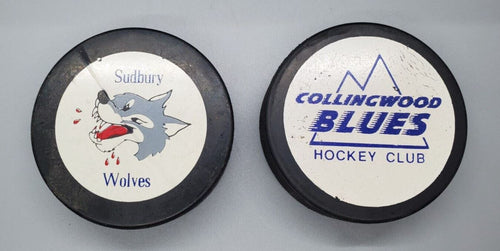 Sudbury
Wolves
COLLINGWOOD
BLUES
HOCKEY CLUB